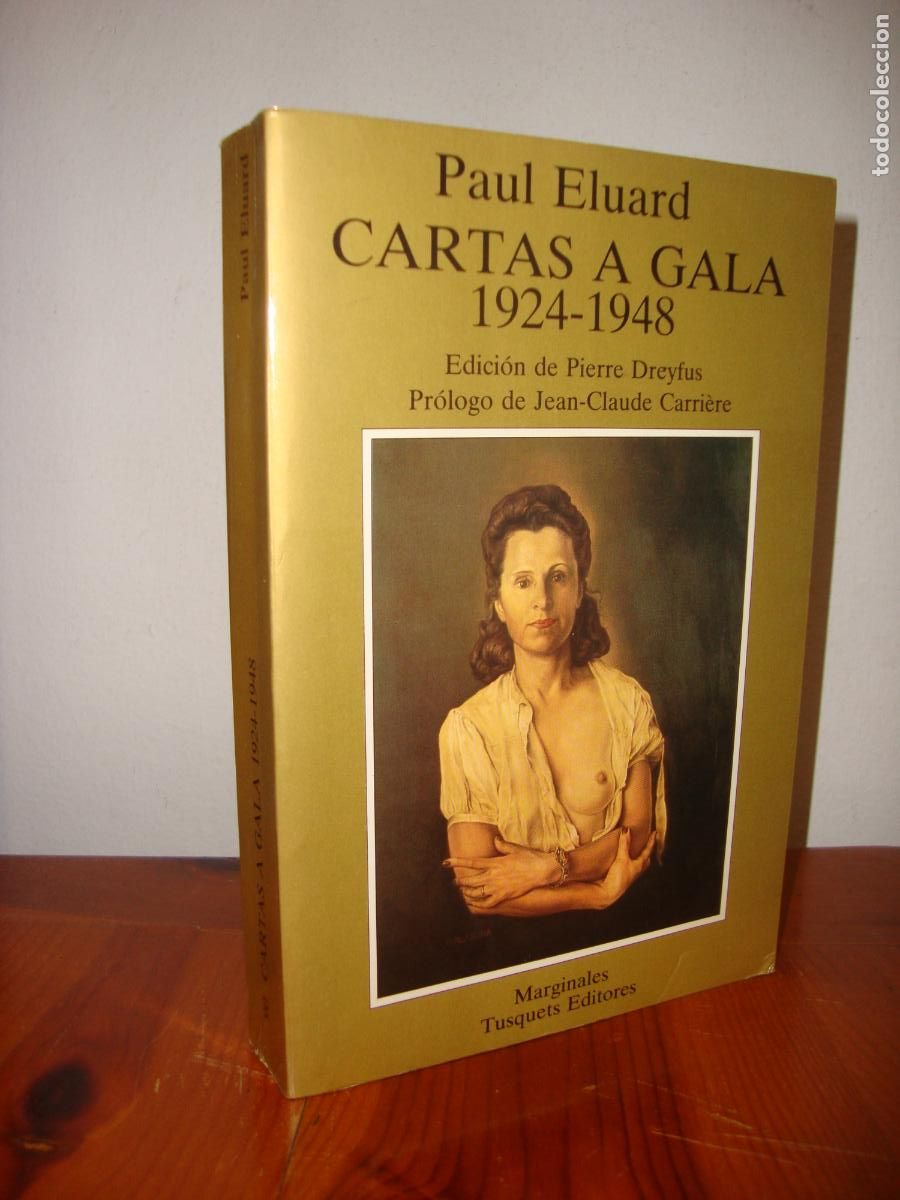 Paul Eluard
CARTAS A GALA
1924-1948
Edición de Pierre Dreyfus
Prólogo de Jean-Claude Carrière
Marginales
Tusquets Editores
Paul Eluard
CARTAS A GALA 1924-1948
todocoleccion